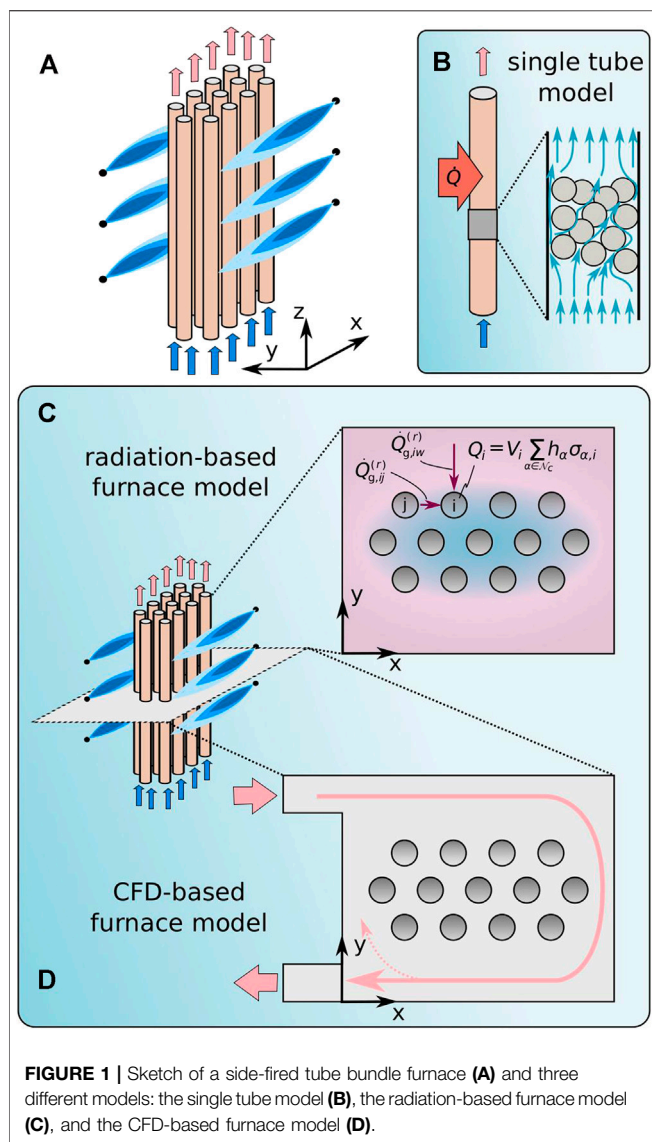 A
z
x
y
B
single tube
model
Q̇
C
radiation-based
furnace model
Q̇g,iw(r)
Q̇g,ij(r)
Qi = Vi ∑α∈𝒩c hα σα,i
j
i
y
x
CFD-based
furnace model
D
y
x
FIGURE 1 | Sketch of a side-fired tube bundle furnace (A) and three
different models: the single tube model (B), the radiation-based furnace model
(C), and the CFD-based furnace model (D).